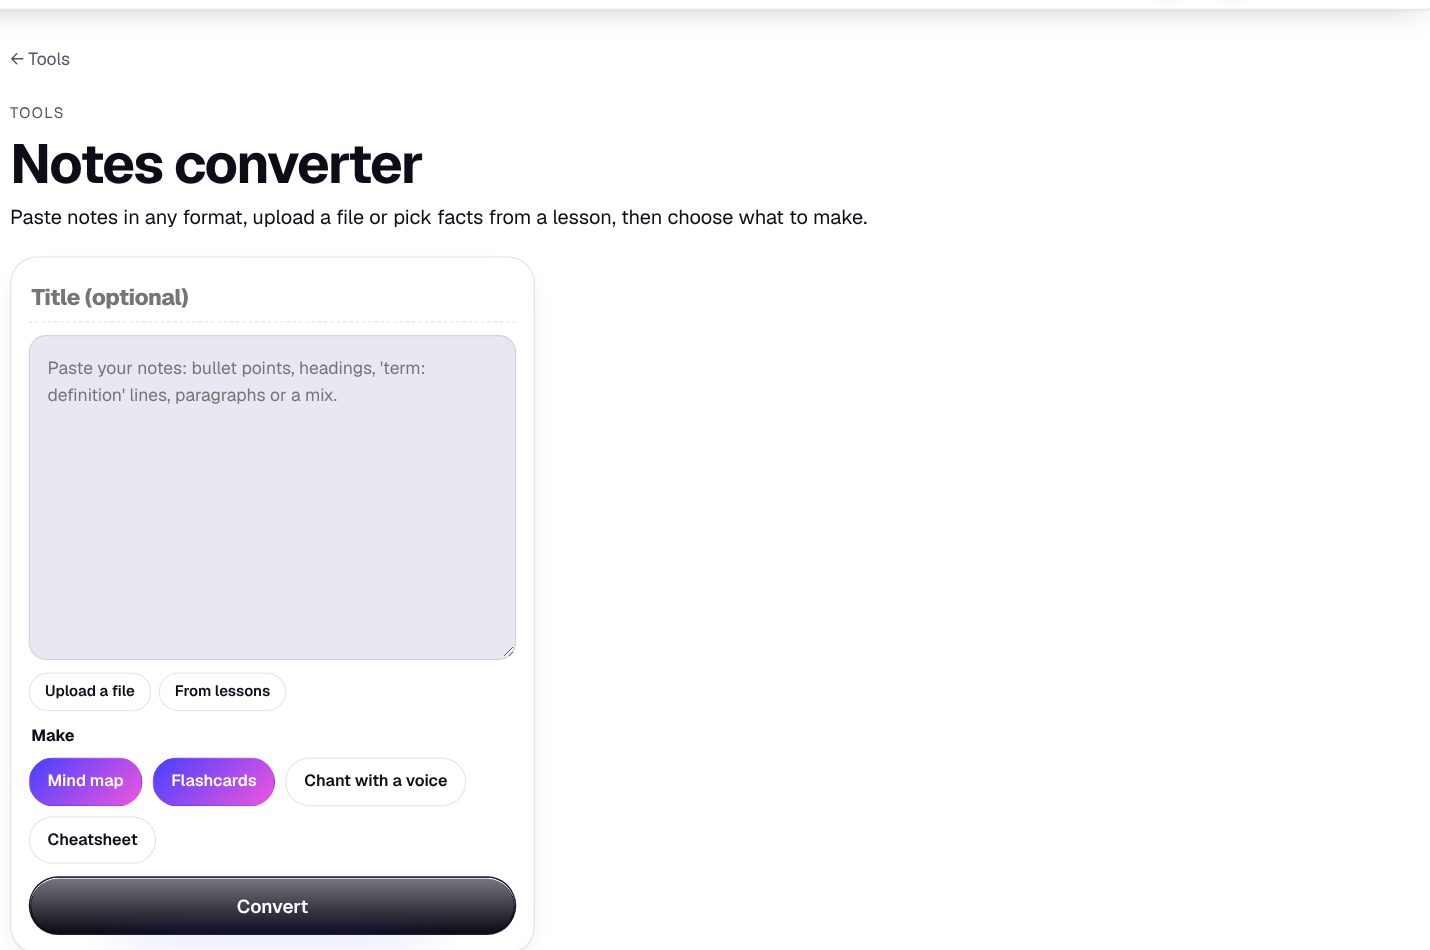 ← Tools
TOOLS
Notes converter
Paste notes in any format, upload a file or pick facts from a lesson, then choose what to make.
Title (optional)
Paste your notes: bullet points, headings, 'term:
definition' lines, paragraphs or a mix.
Upload a file From lessons
Make
Mind map Flashcards Chant with a voice
Cheatsheet
Convert